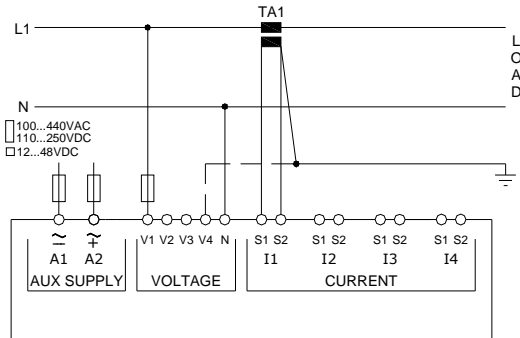 TA1
L1
L
O
A
D
N
100...440VAC
110...250VDC
12...48VDC
V1 V2 V3 V4 N S1 S2 S1 S2 S1 S2 S1 S2
A1 A2 I1 I2 I3 I4
AUX SUPPLY VOLTAGE CURRENT